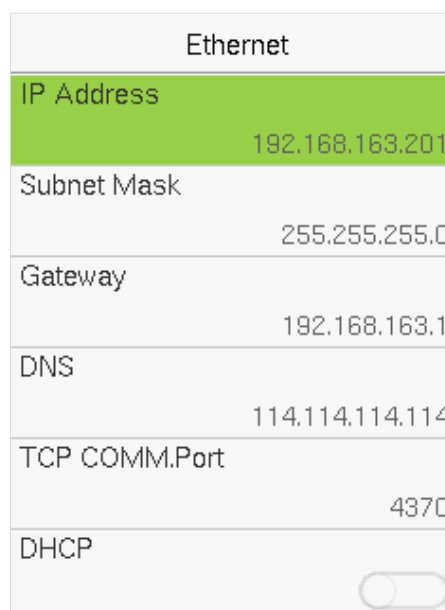 Ethernet
IP Address
192.168.163.201
Subnet Mask
255.255.255.0
Gateway
192.168.163.1
DNS
114.114.114.114
TCP COMM.Port
4370
DHCP